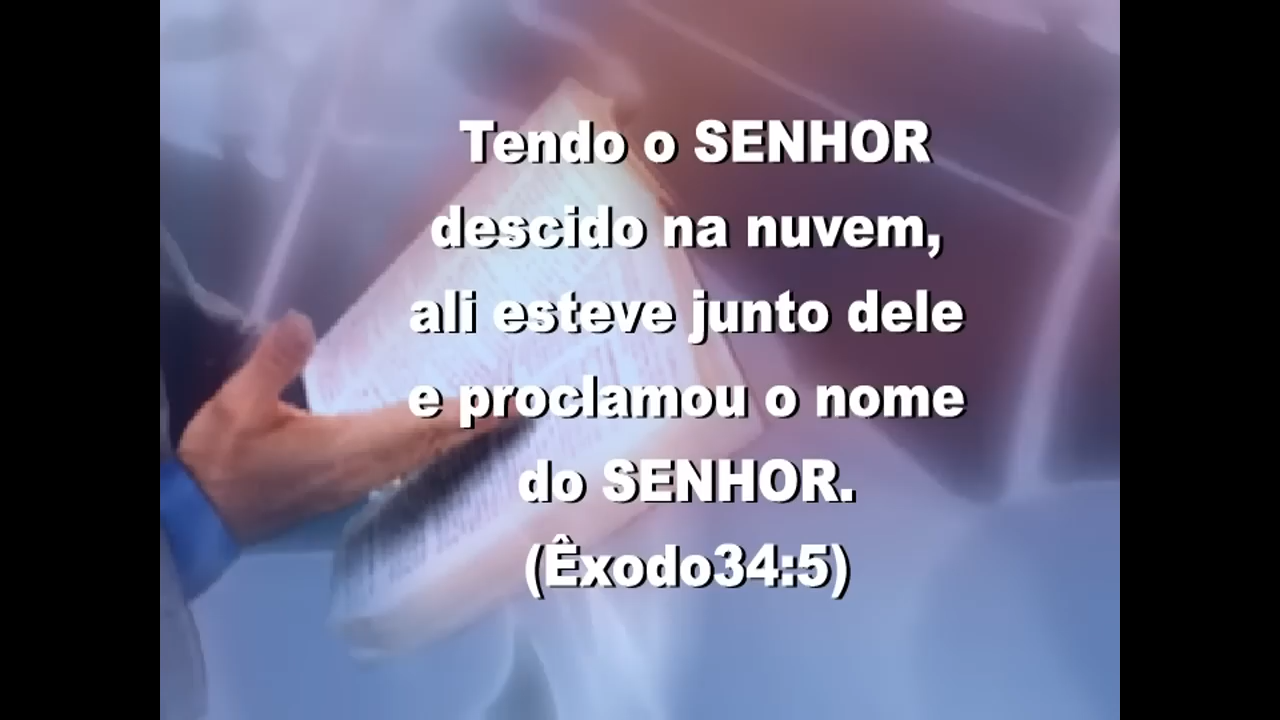 Tendo o SENHOR
descido na nuvem,
ali esteve junto dele
e proclamou o nome
do SENHOR.
(Êxodo34:5)